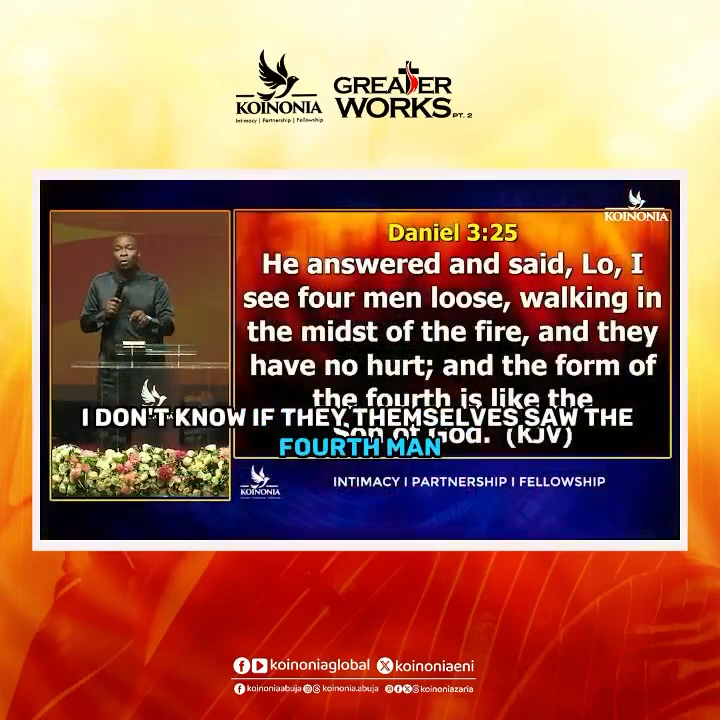 KOINONIA
Intimacy | Partnership | Fellowship
GREATER
WORKS PT. 2
KOINONIA
Daniel 3:25
He answered and said, Lo, I
see four men loose, walking in
the midst of the fire, and they
have no hurt; and the form of
the fourth is like the
Son of God. (KJV)
I DON'T KNOW IF THEY THEMSELVES SAW THE
FOURTH MAN
KOINONIA
INTIMACY I PARTNERSHIP I FELLOWSHIP
koinoniaglobal koinoniaeni
koinoniaabuja koinonia.abuja koinoniazaria